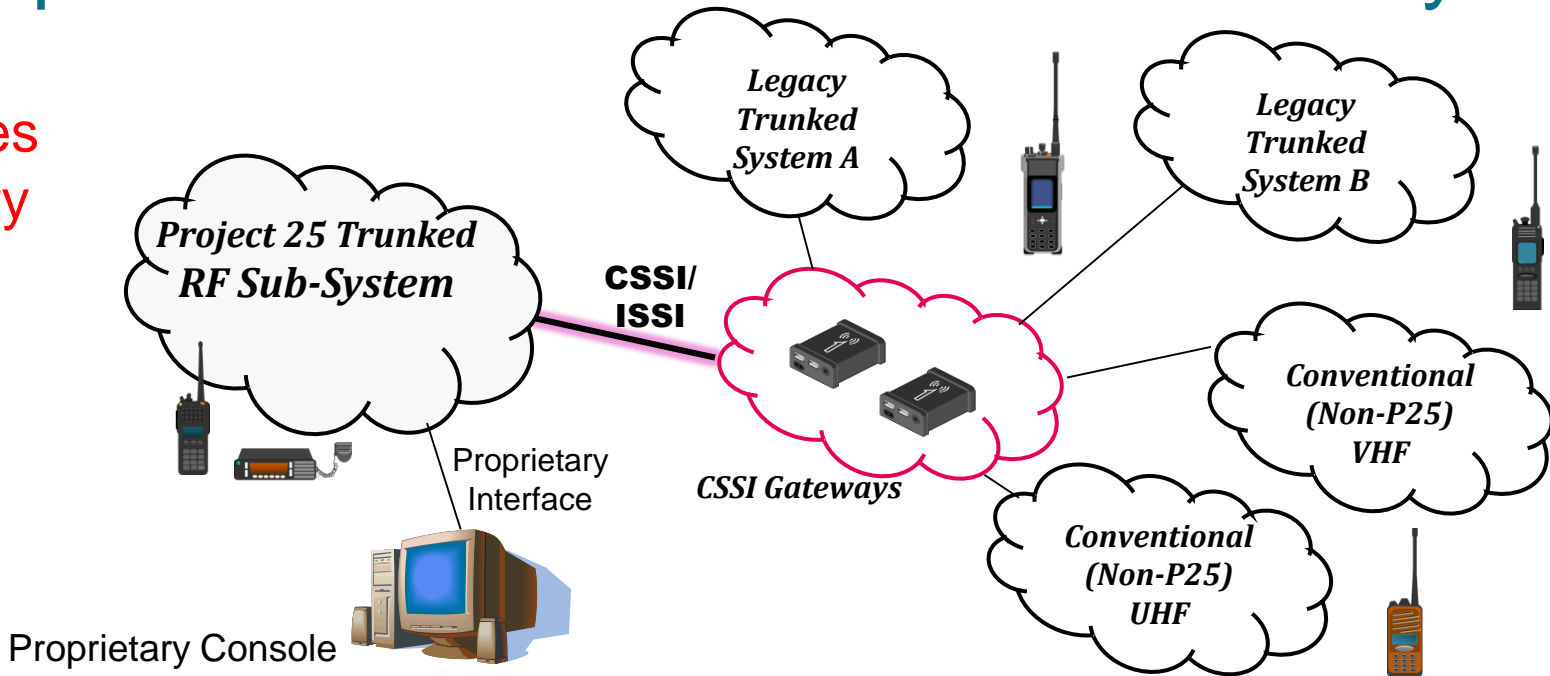 Legacy
Trunked
System A
Legacy
Trunked
System B
Project 25 Trunked
RF Sub-System
CSSI/
ISSI
CSSI Gateways
Conventional
(Non-P25)
VHF
Conventional
(Non-P25)
UHF
Proprietary
Interface
Proprietary Console